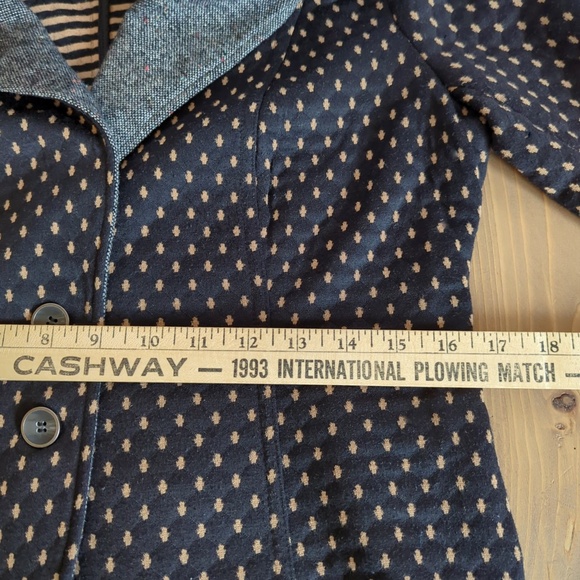 8 9 10 11 12 13 14 15 16 17 18
CASHWAY — 1993 INTERNATIONAL PLOWING MATCH —